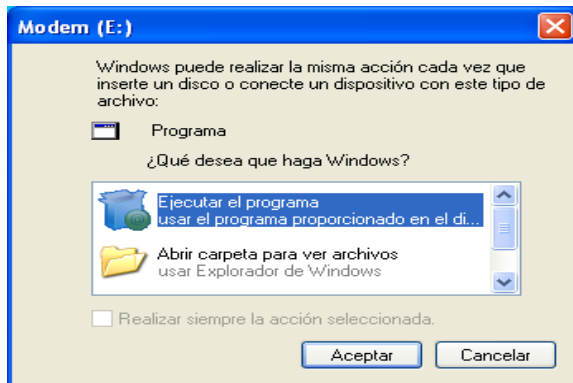 Modem (E:)
Windows puede realizar la misma acción cada vez que
inserte un disco o conecte un dispositivo con este tipo de
archivo:
Programa
¿Qué desea que haga Windows?
Ejecutar el programa
usar el programa proporcionado en el di...
Abrir carpeta para ver archivos
usar Explorador de Windows
Realizar siempre la acción seleccionada.
Aceptar Cancelar